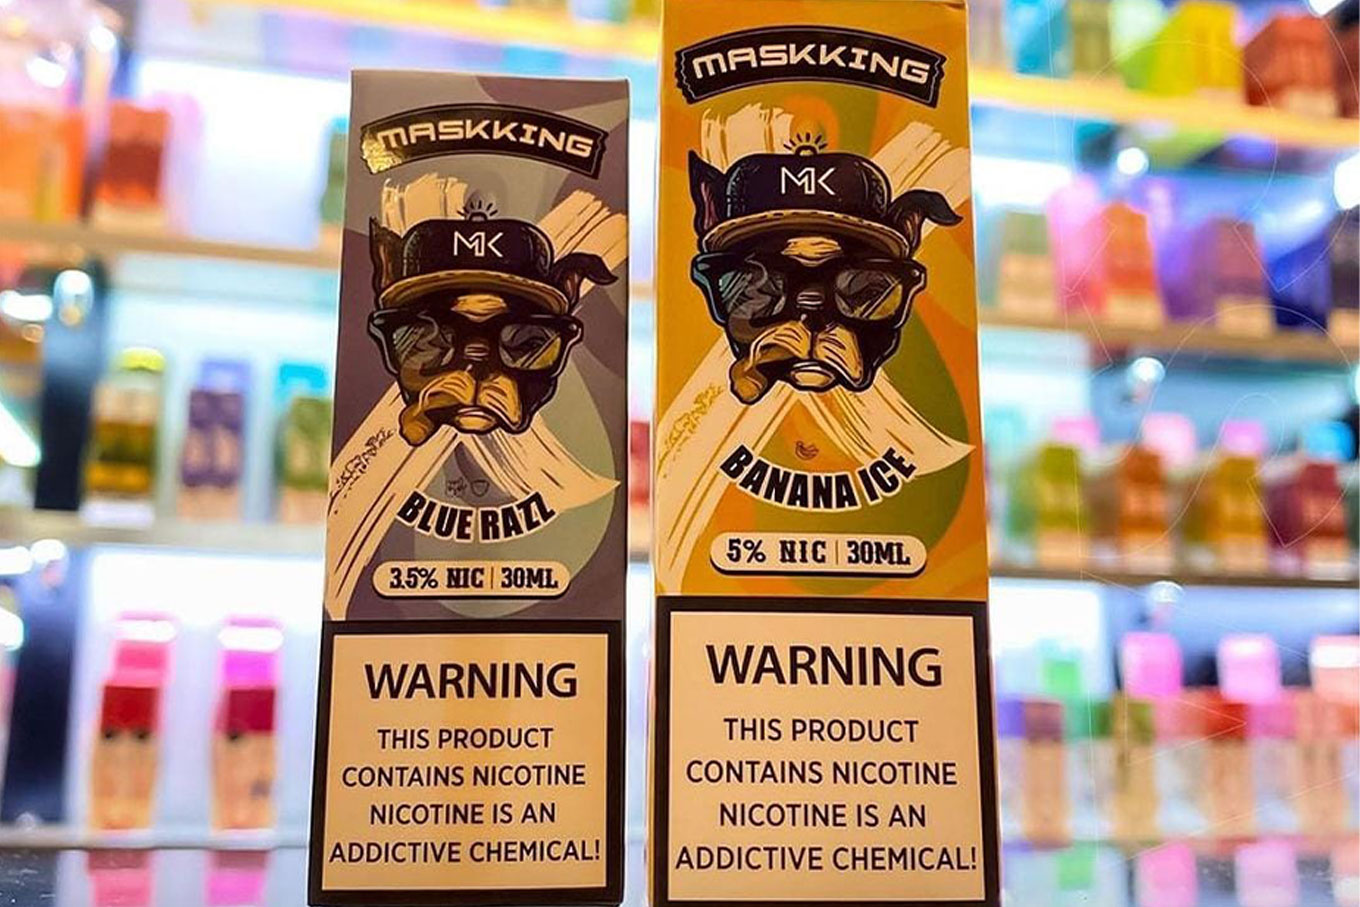 MASKKING
MK
BLUE RAZZ
3.5% NIC | 30ML
WARNING
THIS PRODUCT
CONTAINS NICOTINE
NICOTINE IS AN
ADDICTIVE CHEMICAL!
MASKKING
MK
BANANA ICE
5% NIC | 30ML
WARNING
THIS PRODUCT
CONTAINS NICOTINE
NICOTINE IS AN
ADDICTIVE CHEMICAL!